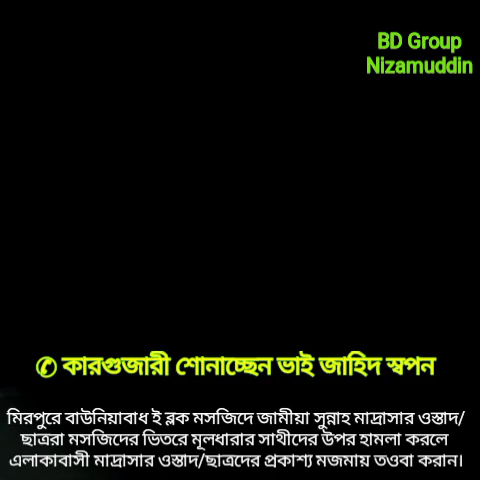 BD Group
Nizamuddin
✆ কারগুজারী শোনাচ্ছেন ভাই জাহিদ স্বপন
মিরপুরে বাউনিয়াবাধ ই ব্লক মসজিদে জামীয়া সুন্নাহ মাদ্রাসার ওস্তাদ/
ছাত্ররা মসজিদের ভিতরে মূলধারার সাথীদের উপর হামলা করলে
এলাকাবাসী মাদ্রাসার ওস্তাদ/ছাত্রদের প্রকাশ্য মজমায় তওবা করান।